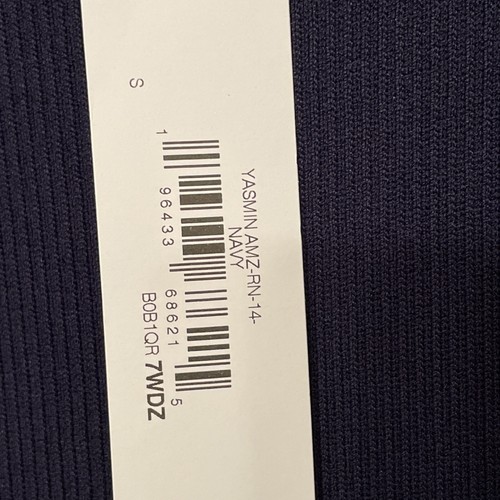 S
YASMIN AMZ-RN-14-
NAVY
1 96433 68621 5
B0B1QR 7WDZ